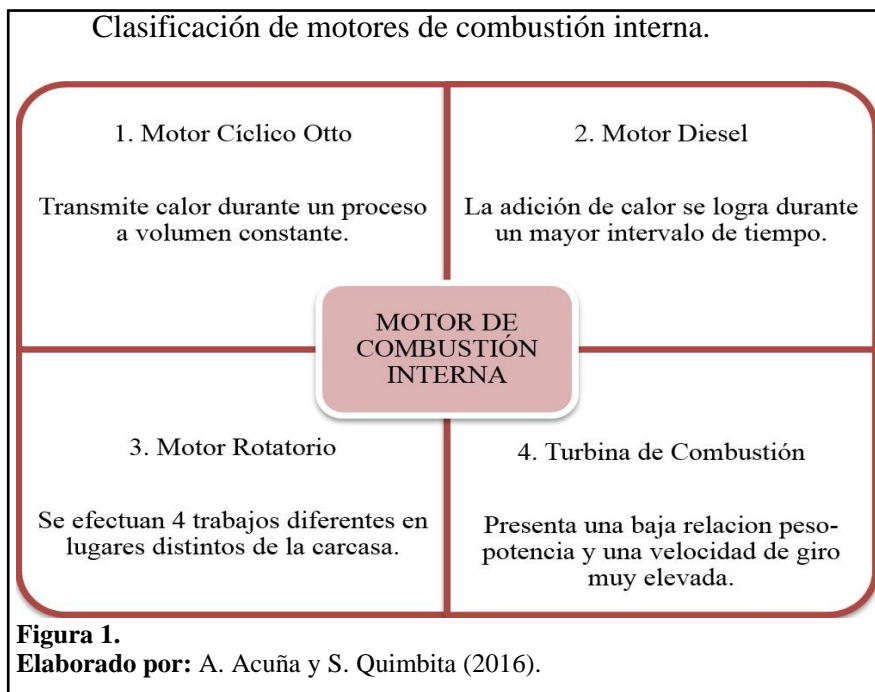 Clasificación de motores de combustión interna.
1. Motor Cíclico Otto
Transmite calor durante un proceso
a volumen constante.
2. Motor Diesel
La adición de calor se logra durante
un mayor intervalo de tiempo.
MOTOR DE
COMBUSTIÓN
INTERNA
3. Motor Rotatorio
Se efectuan 4 trabajos diferentes en
lugares distintos de la carcasa.
4. Turbina de Combustión
Presenta una baja relacion peso-
potencia y una velocidad de giro
muy elevada.
Figura 1.
Elaborado por: A. Acuña y S. Quimbita (2016).